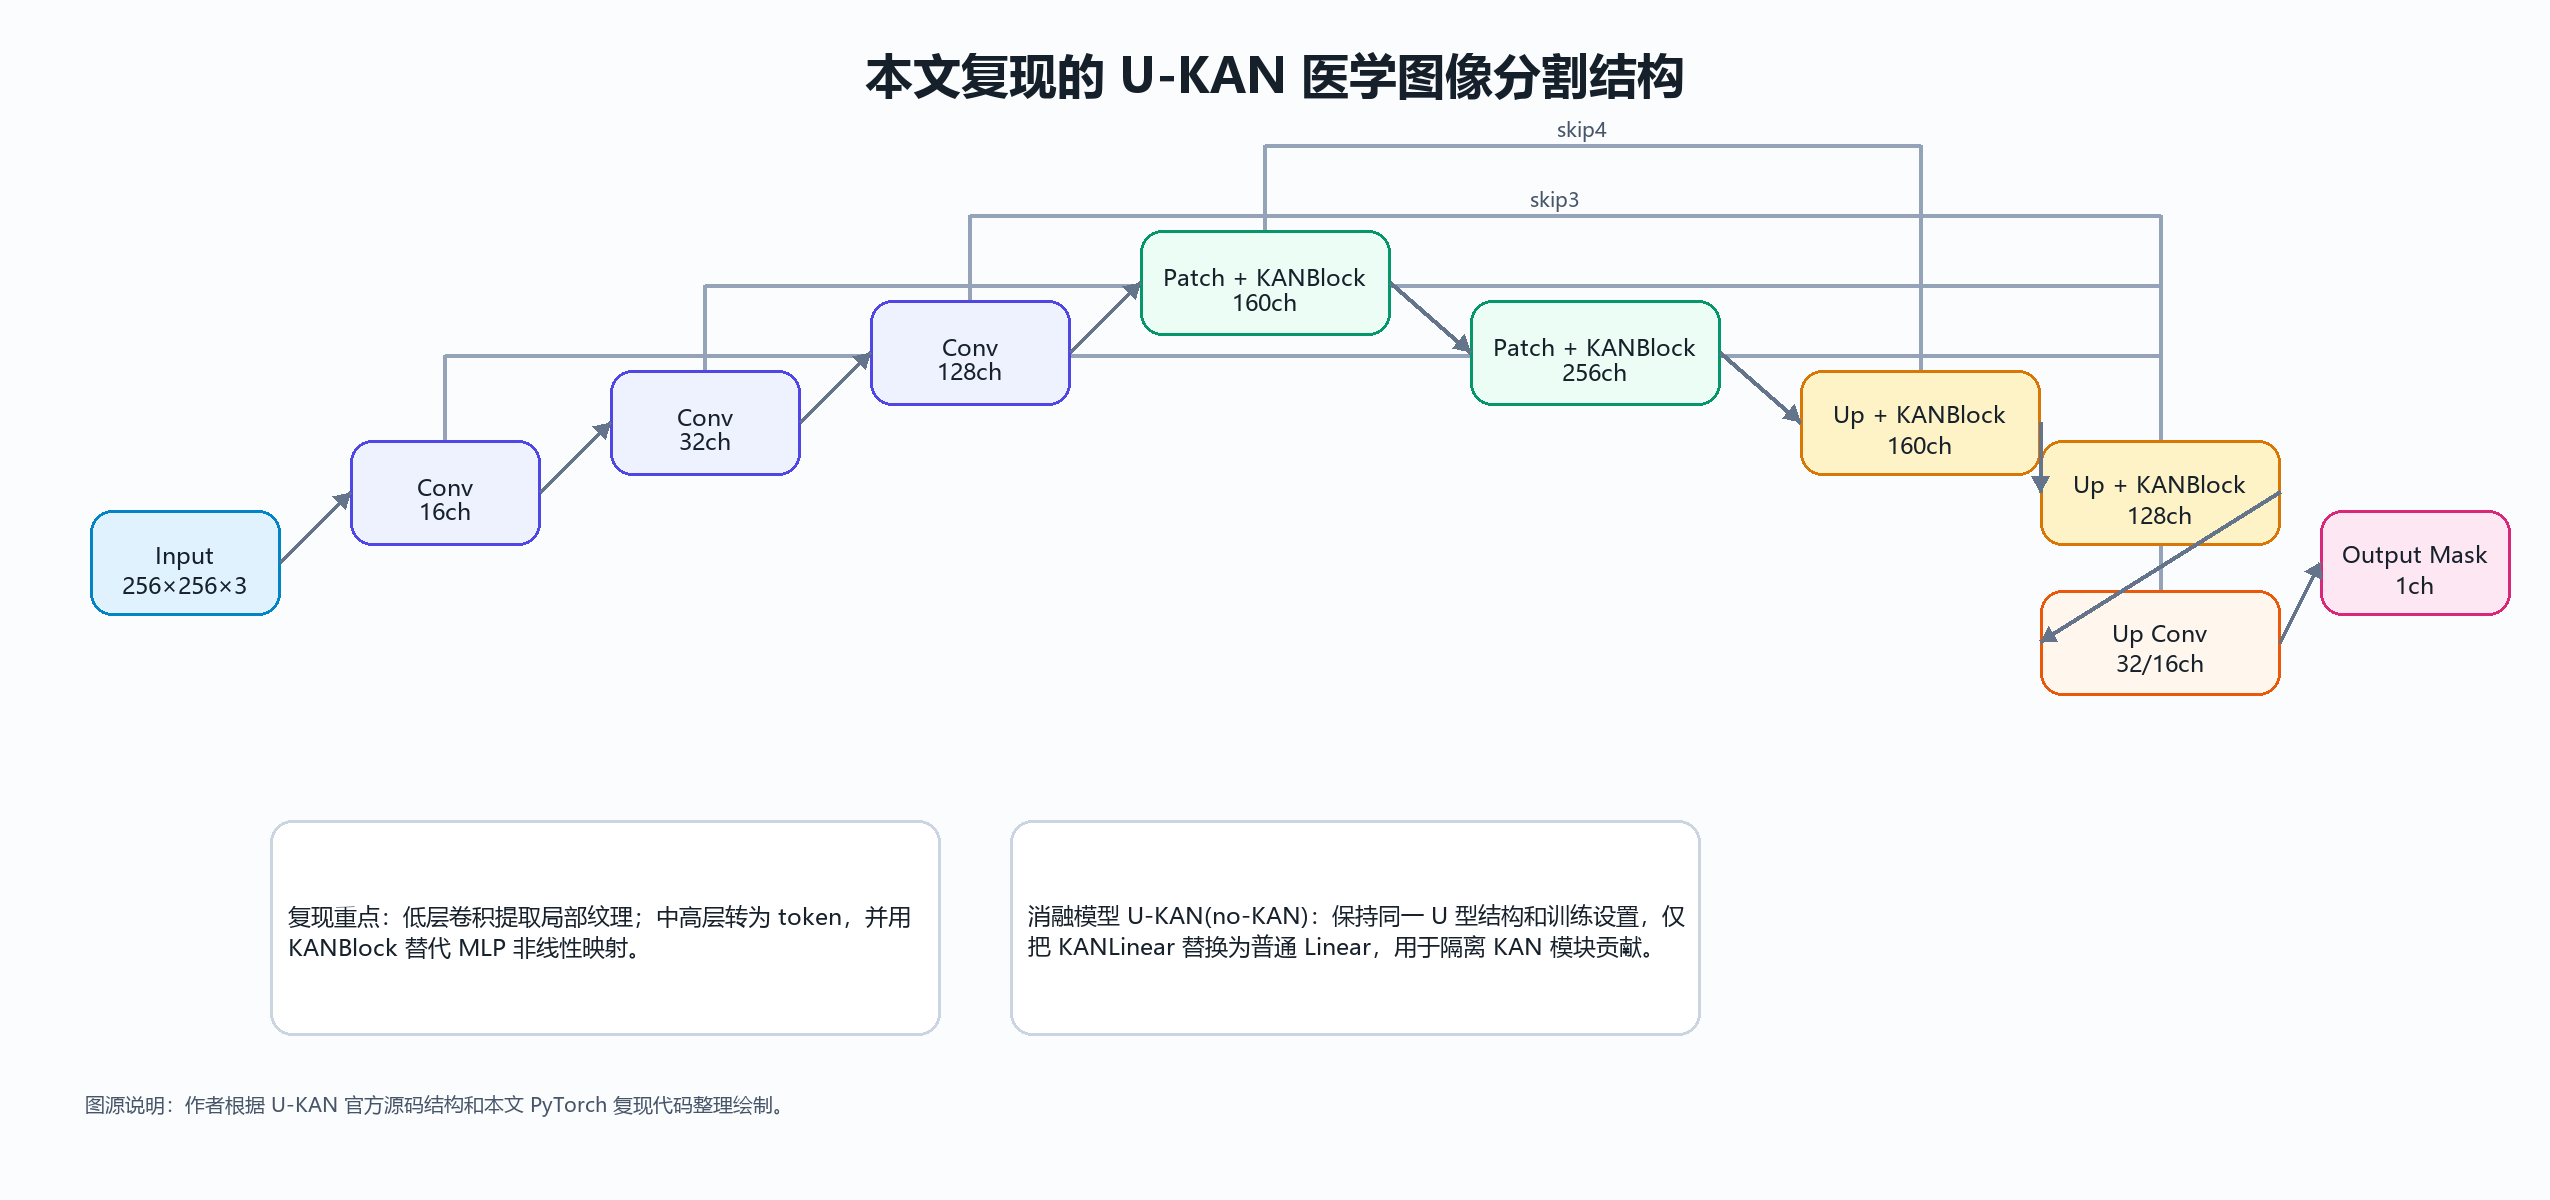 本文复现的 U-KAN 医学图像分割结构
skip4
skip3
Patch + KANBlock
160ch
Conv
128ch
Patch + KANBlock
256ch
Conv
32ch
Up + KANBlock
160ch
Conv
16ch
Up + KANBlock
128ch
Input
256×256×3
Output Mask
1ch
Up Conv
32/16ch
复现重点：低层卷积提取局部纹理；中高层转为 token，并用
KANBlock 替代 MLP 非线性映射。
消融模型 U-KAN(no-KAN)：保持同一 U 型结构和训练设置，仅
把 KANLinear 替换为普通 Linear，用于隔离 KAN 模块贡献。
图源说明：作者根据 U-KAN 官方源码结构和本文 PyTorch 复现代码整理绘制。